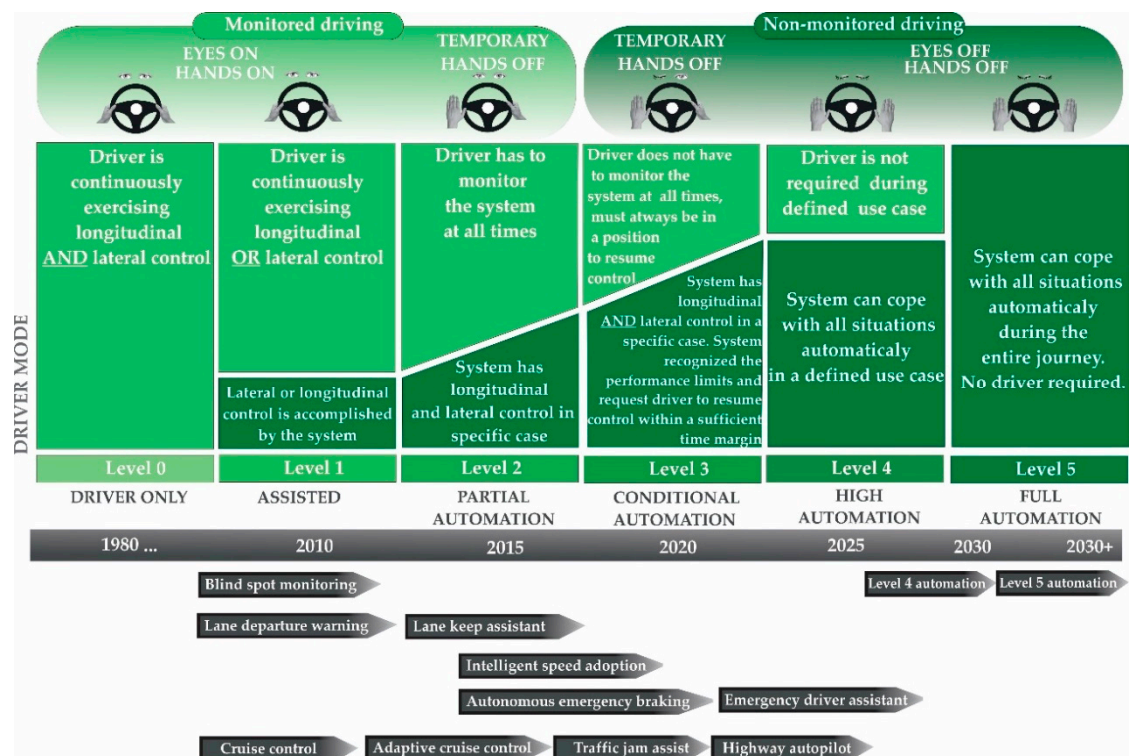 Monitored driving
Non-monitored driving
EYES ON
HANDS ON
TEMPORARY
HANDS OFF
TEMPORARY
HANDS OFF
EYES OFF
HANDS OFF
DRIVER MODE
Driver is
continuously
exercising
longitudinal
AND lateral control
Driver is
continuously
exercising
longitudinal
OR lateral control
Lateral or longitudinal
control is accomplished
by the system
Driver has to
monitor
the system
at all times
System has
longitudinal
and lateral control in
specific case
Driver does not have
to monitor the
system at all times,
must atways be in
a position
to resume
control
System has
longitudinal
AND lateral control in a
specific case. System
recognized the
performance limits and
request driver to resume
control within a sufficient
time margin
Driver is not
required during
defined use case
System can cope
with all situations
automaticaly
in a defined use case
System can cope
with all situations
automaticaly
during the
entire journey.
No driver required.
Level 0
Level 1
Level 2
Level 3
Level 4
Level 5
DRIVER ONLY
ASSISTED
PARTIAL
AUTOMATION
CONDITIONAL
AUTOMATION
HIGH
AUTOMATION
FULL
AUTOMATION
1980 ...
2010
2015
2020
2025
2030
2030+
Blind spot monitoring
Level 4 automation
Level 5 automation
Lane departure warning
Lane keep assistant
Intelligent speed adoption
Autonomous emergency braking
Emergency driver assistant
Cruise control
Adaptive cruise control
Traffic jam assist
Highway autopilot